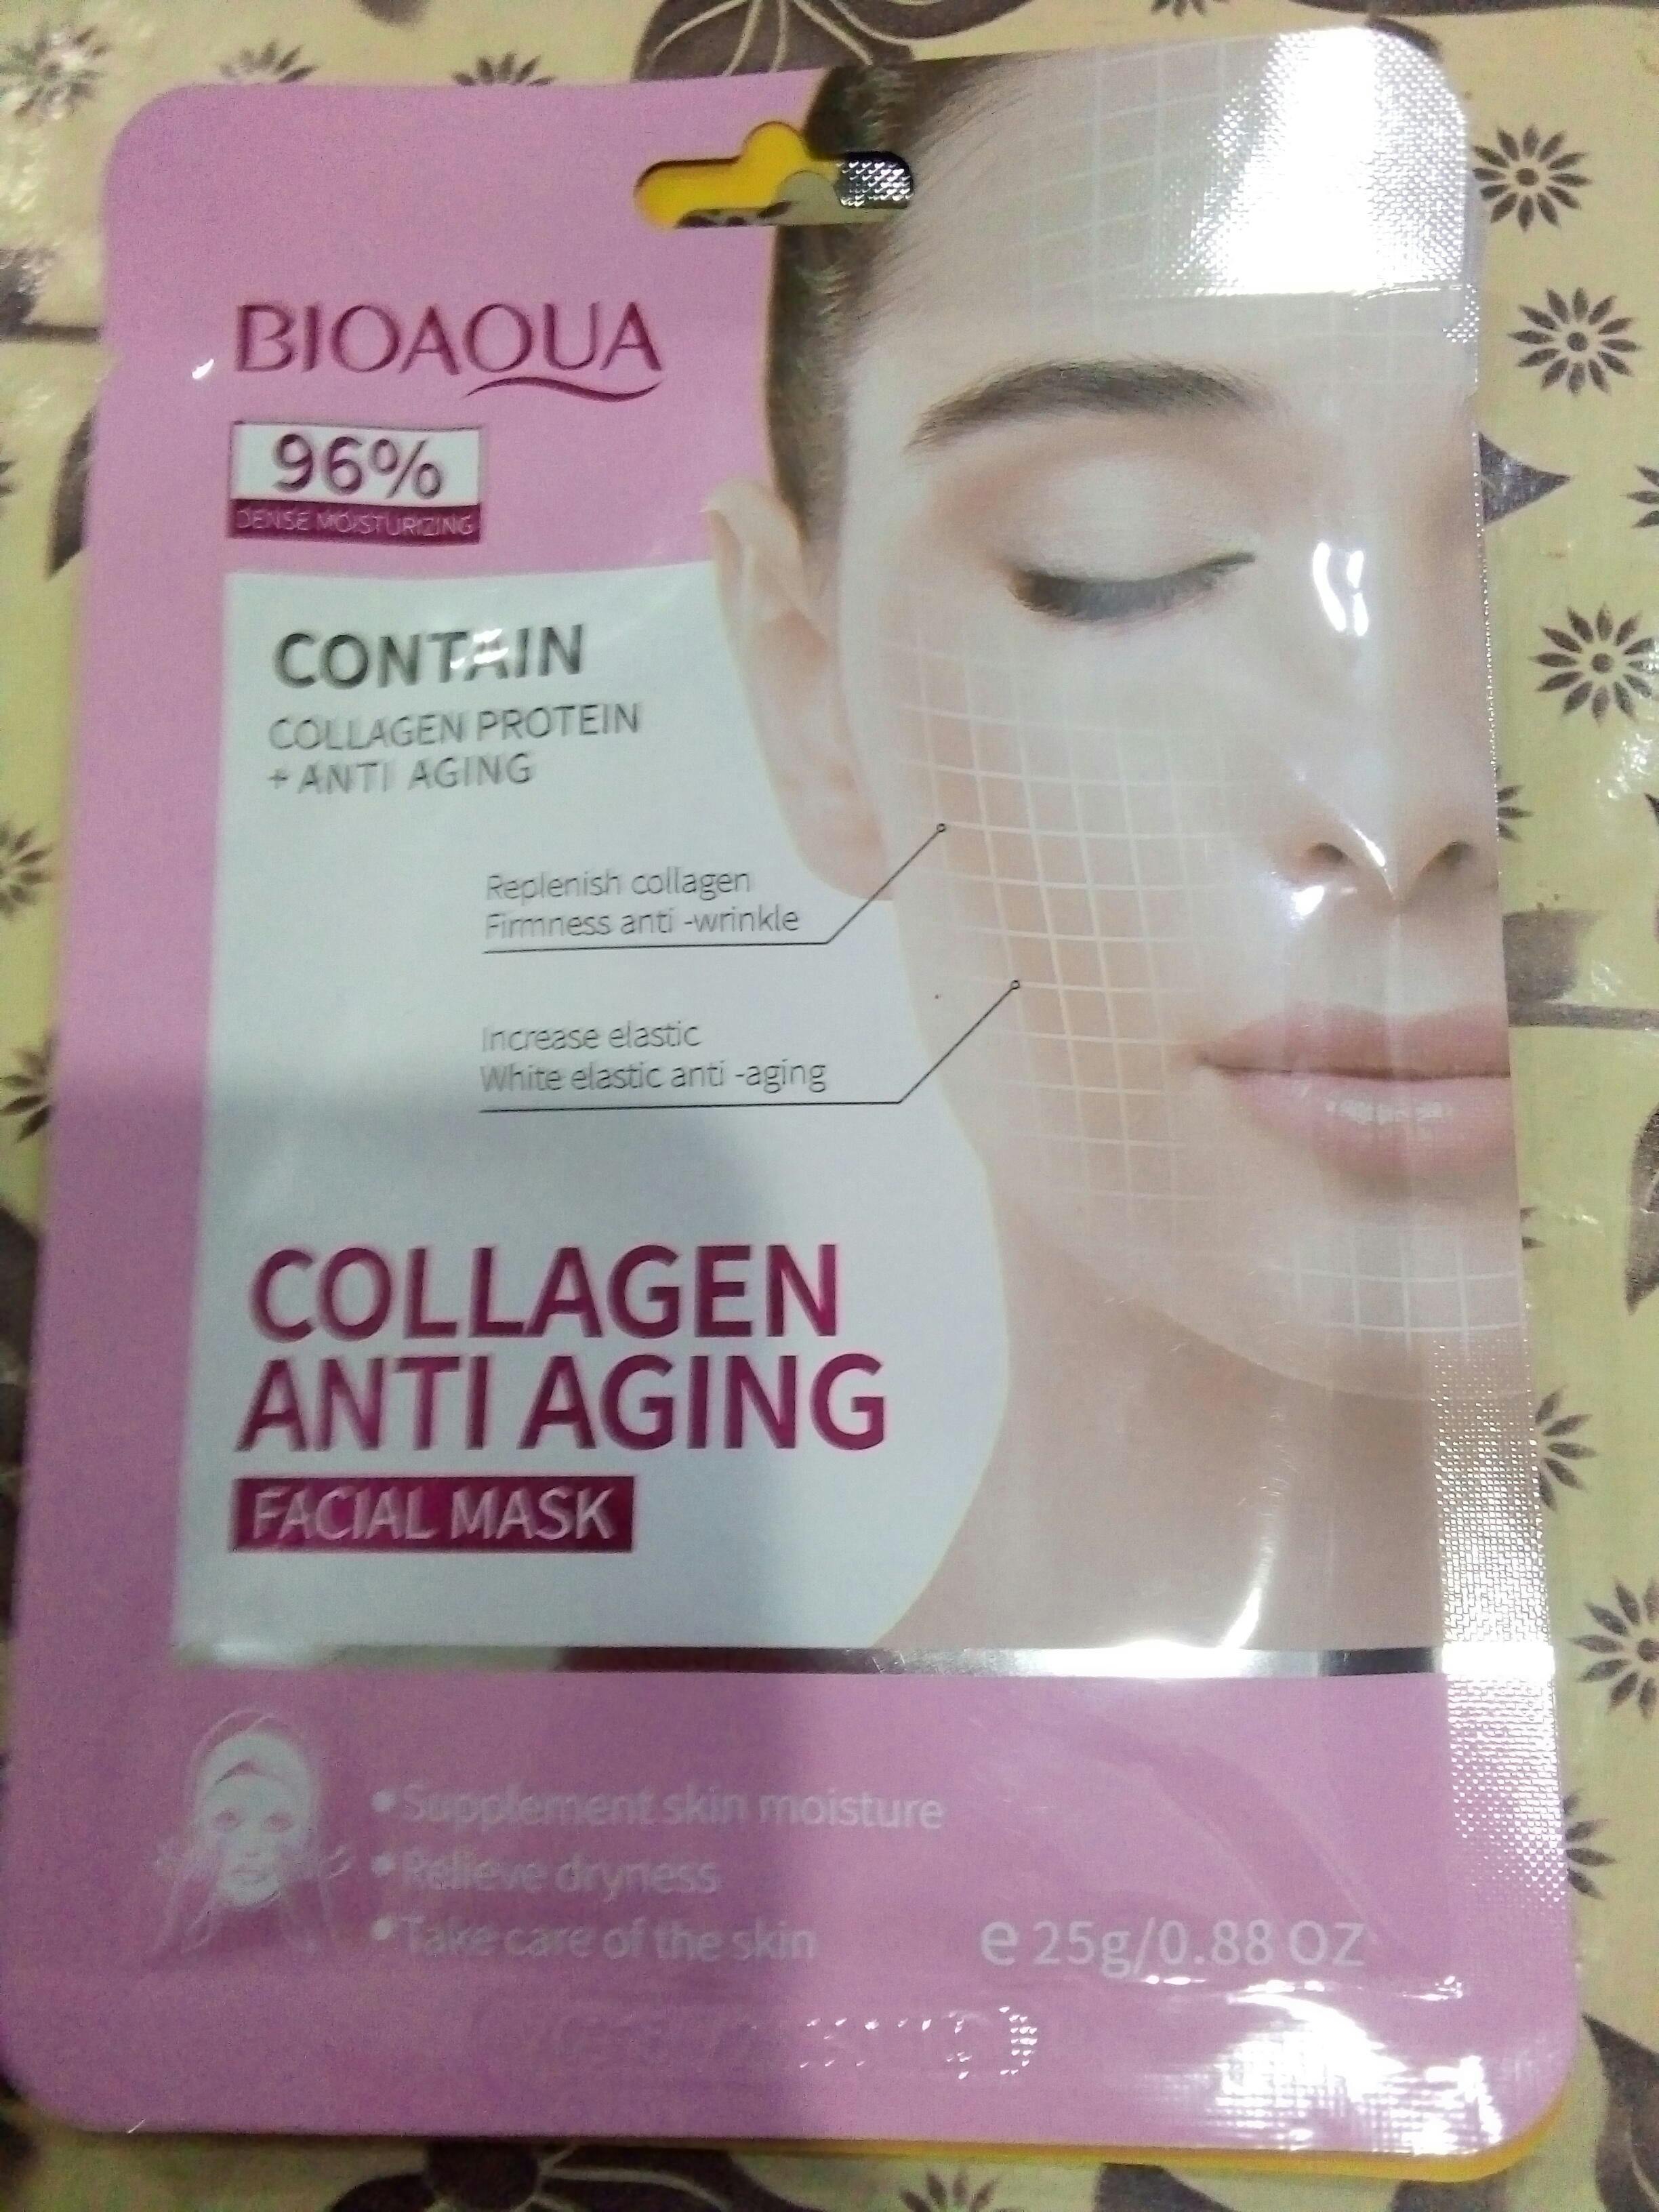 BIOAQUA
96%
DENSE MOISTURIZING
CONTAIN
COLLAGEN PROTEIN
+ ANTI AGING
Replenish collagen
Firmness anti -wrinkle
Increase elastic
White elastic anti -aging
COLLAGEN
ANTI AGING
FACIAL MASK
•Supplement skin moisture
•Relieve dryness
•Take care of the skin
e 25g/0.88 OZ